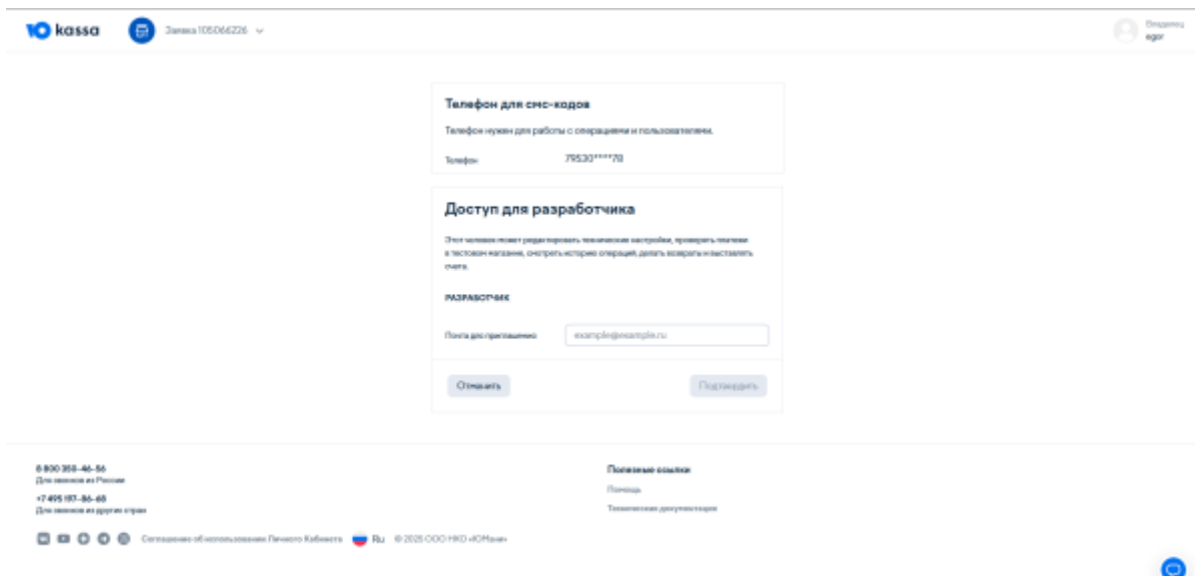 Ю kassa
Заявка 105066226
Владелец
egor
Телефон для смс-кодов
Телефон нужен для работы с операциями и пользователями.
Телефон 79530****78
Доступ для разработчика
Этот человек может редактировать технические настройки, проверять платежи
в тестовом магазине, смотреть историю операций, делать возвраты и выставлять
счета.
РАЗРАБОТЧИК
Почта для приглашения example@example.ru
Отменить Подтвердить
8 800 250-46-56
Для звонков из России
+7 495 197-86-68
Для звонков из других стран
Полезные ссылки
Помощь
Техническая документация
Соглашение об использовании Личного Кабинета Ru © 2025 ООО НКО «ЮМани»